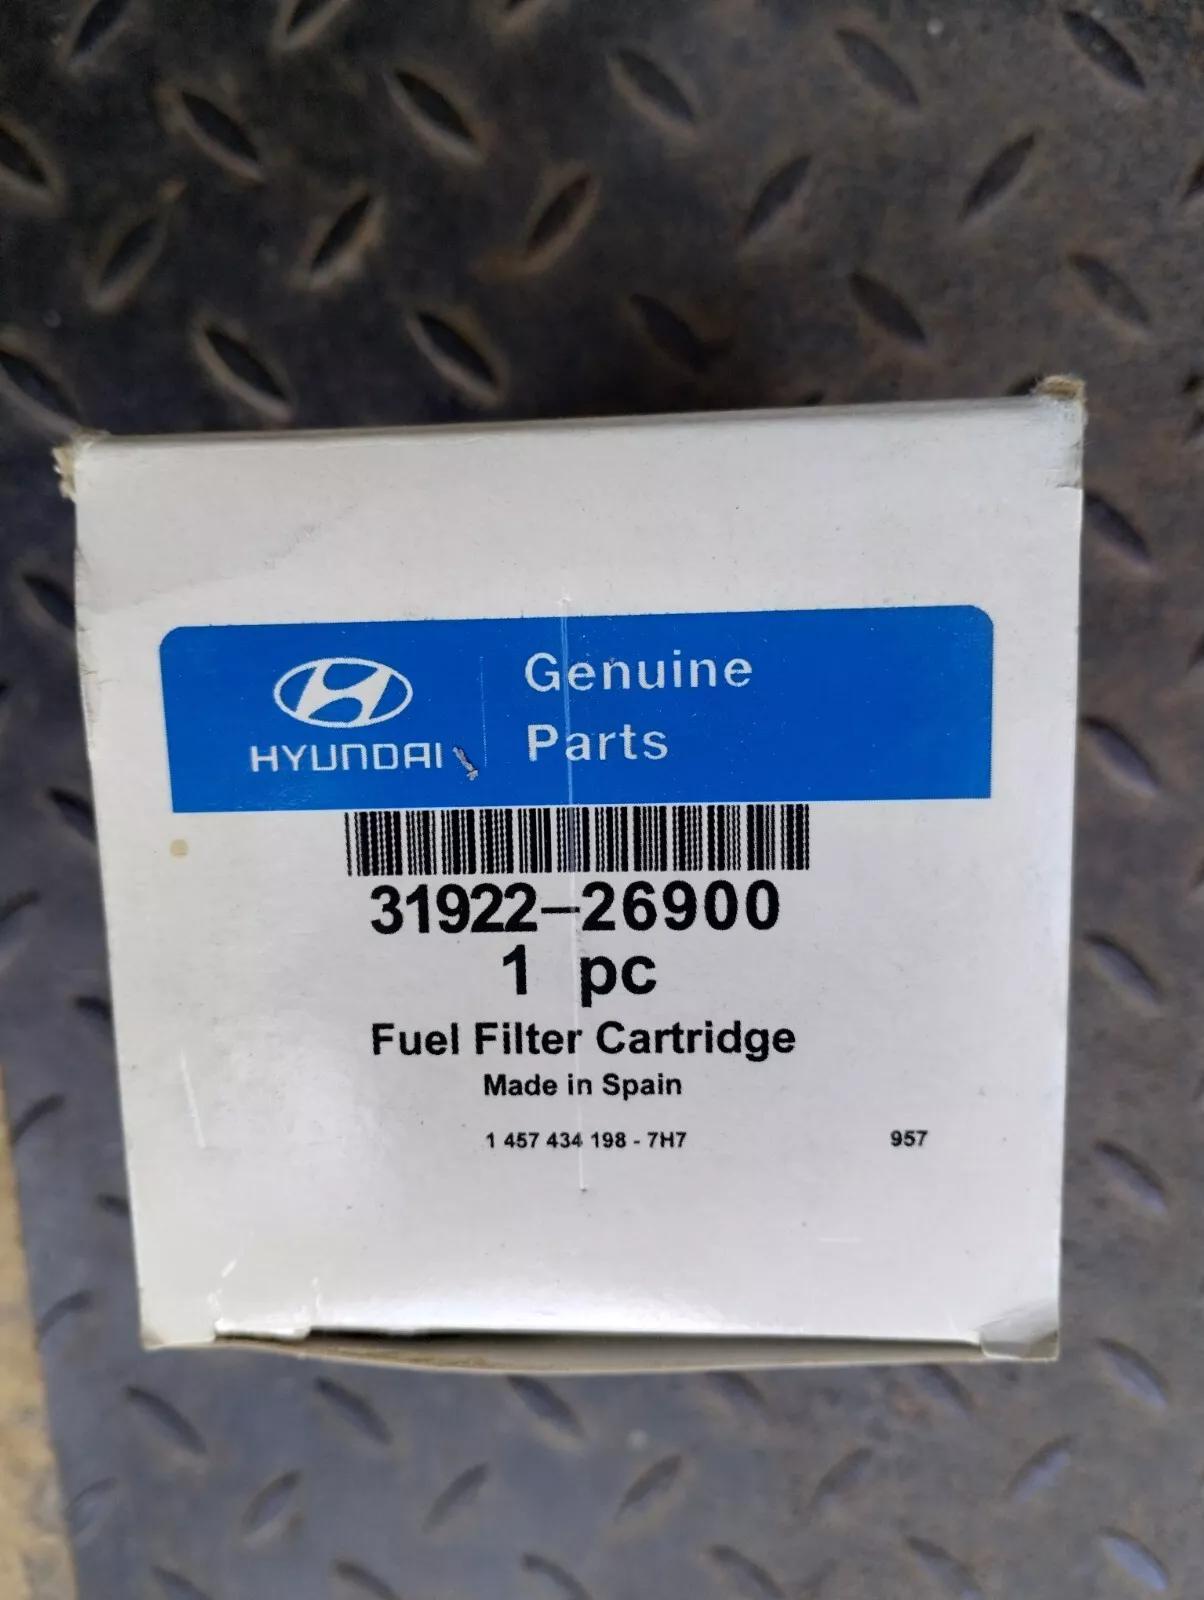 Genuine
Parts
HYUNDAI
31922-26900
1 pc
Fuel Filter Cartridge
Made in Spain
1 457 434 198 - 7H7 957